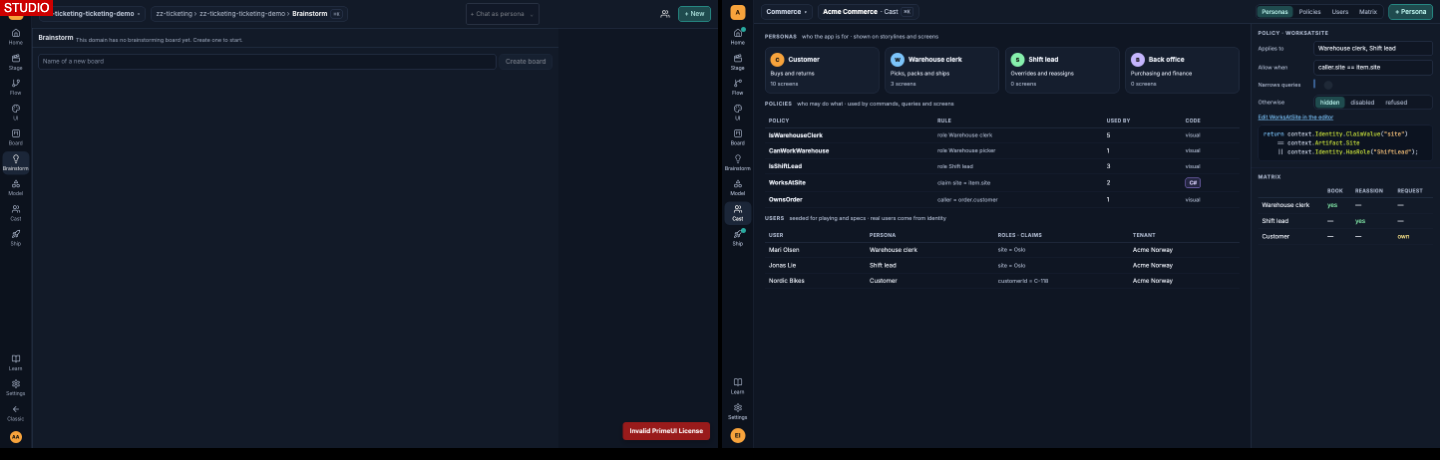 STUDIO
-ticketing-ticketing-demo
zz-ticketing › zz-ticketing-ticketing-demo › Brainstorm
+ Chat as persona
+ New
Home
Stage
Flow
UI
Board
Brainstorm
Model
Cast
Ship
Learn
Settings
Classic
AA
Brainstorm This domain has no brainstorming board yet. Create one to start.
Name of a new board
Create board
Invalid PrimeUI License
A
Commerce
Acme Commerce · Cast
Personas Policies Users Matrix
+ Persona
Home
Stage
Flow
UI
Board
Brainstorm
Model
Cast
Ship
Learn
Settings
EI
PERSONAS who the app is for · shown on storylines and screens
C Customer
Buys and returns
10 screens
W Warehouse clerk
Picks, packs and ships
3 screens
S Shift lead
Overrides and reassigns
0 screens
B Back office
Purchasing and finance
0 screens
POLICIES who may do what · used by commands, queries and screens
POLICY RULE USED BY CODE
IsWarehouseClerk role Warehouse clerk 5 visual
CanWorkWarehouse role Warehouse picker 1 visual
IsShiftLead role Shift lead 3 visual
WorksAtSite claim site = item.site 2 C#
OwnsOrder caller = order.customer 1 visual
USERS seeded for playing and specs · real users come from identity
USER PERSONA ROLES · CLAIMS TENANT
Mari Olsen Warehouse clerk site = Oslo Acme Norway
Jonas Lie Shift lead site = Oslo Acme Norway
Nordic Bikes Customer customerId = C-118 Acme Norway
POLICY · WORKSATSITE
Applies to Warehouse clerk, Shift lead
Allow when caller.site == item.site
Narrows queries
Otherwise hidden disabled refused
Edit WorksAtSite in the editor
return context.Identity.ClaimValue("site")
== context.Artifact.Site
|| context.Identity.HasRole("ShiftLead");
MATRIX
BOOK REASSIGN REQUEST
Warehouse clerk yes — —
Shift lead — yes —
Customer — — own